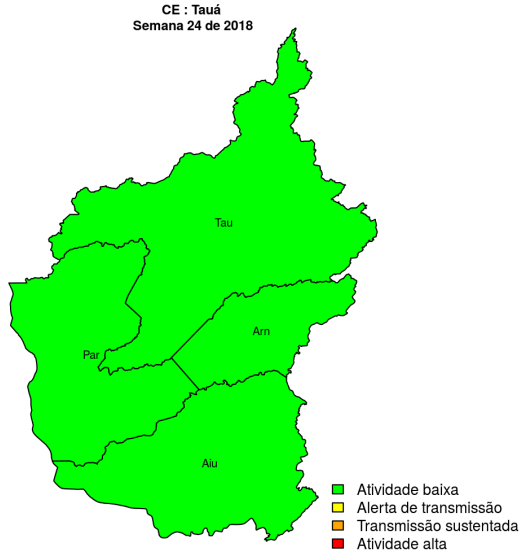 CE : Tauá
Semana 24 de 2018
Tau
Arn
Par
Aiu
Atividade baixa
Alerta de transmissão
Transmissão sustentada
Atividade alta